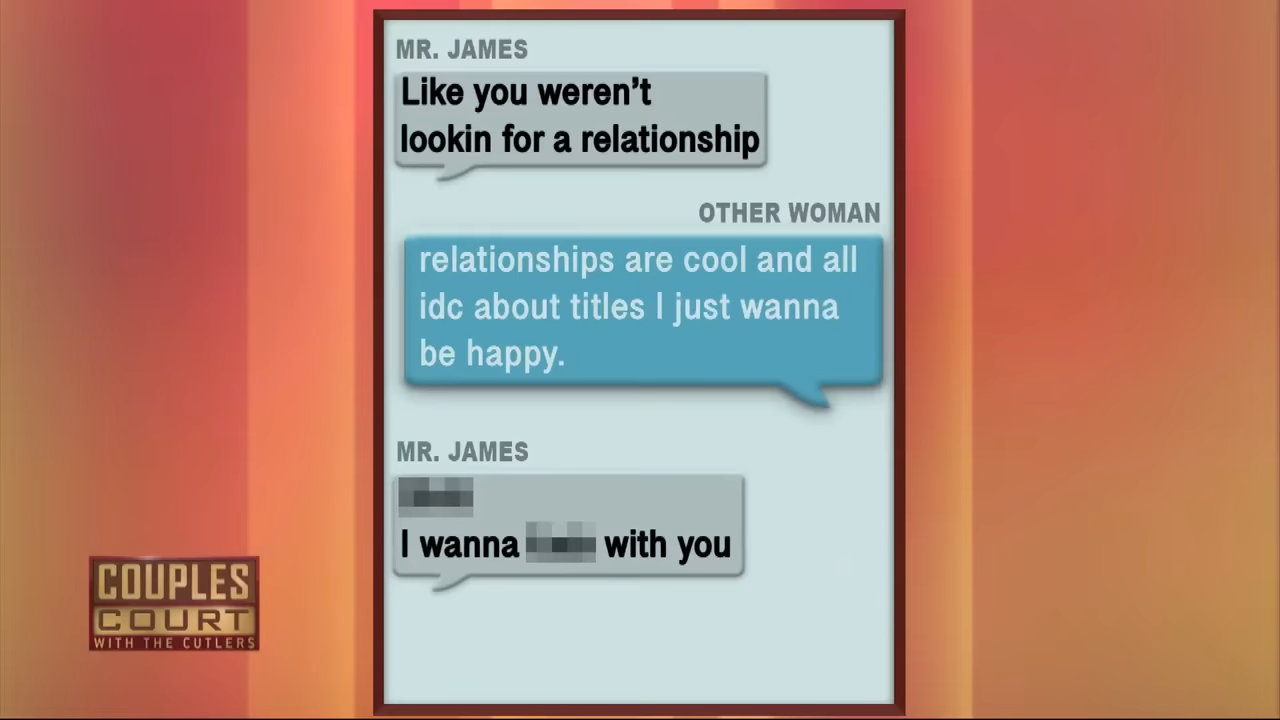 MR. JAMES
Like you weren't
lookin for a relationship
OTHER WOMAN
relationships are cool and all
idc about titles I just wanna
be happy.
MR. JAMES
I wanna with you
COUPLES
COURT
WITH THE CUTLERS